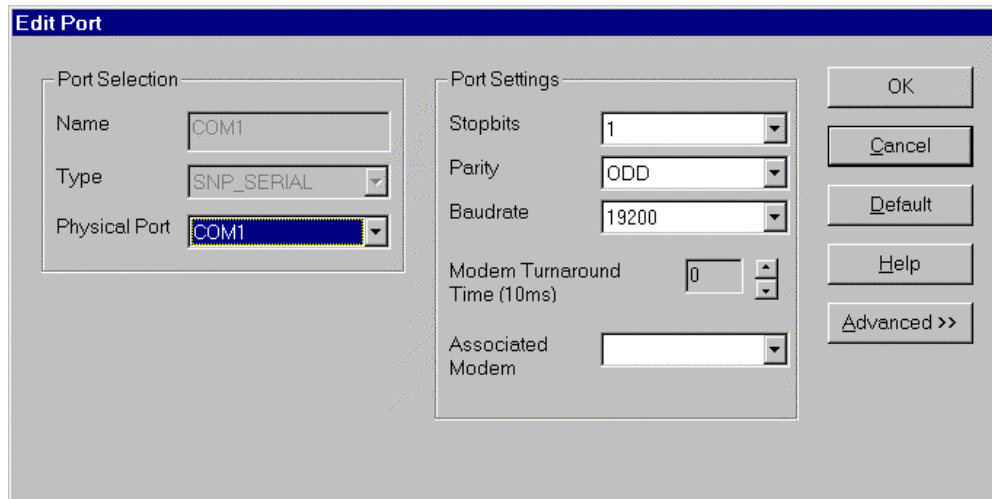 Edit Port
Port Selection
Name
COM1
Type
SNP_SERIAL
Physical Port
COM1
Port Settings
Stopbits
1
Parity
ODD
Baudrate
19200
Modem Turnaround
Time (10ms)
0
Associated
Modem
OK
Cancel
Default
Help
Advanced >>